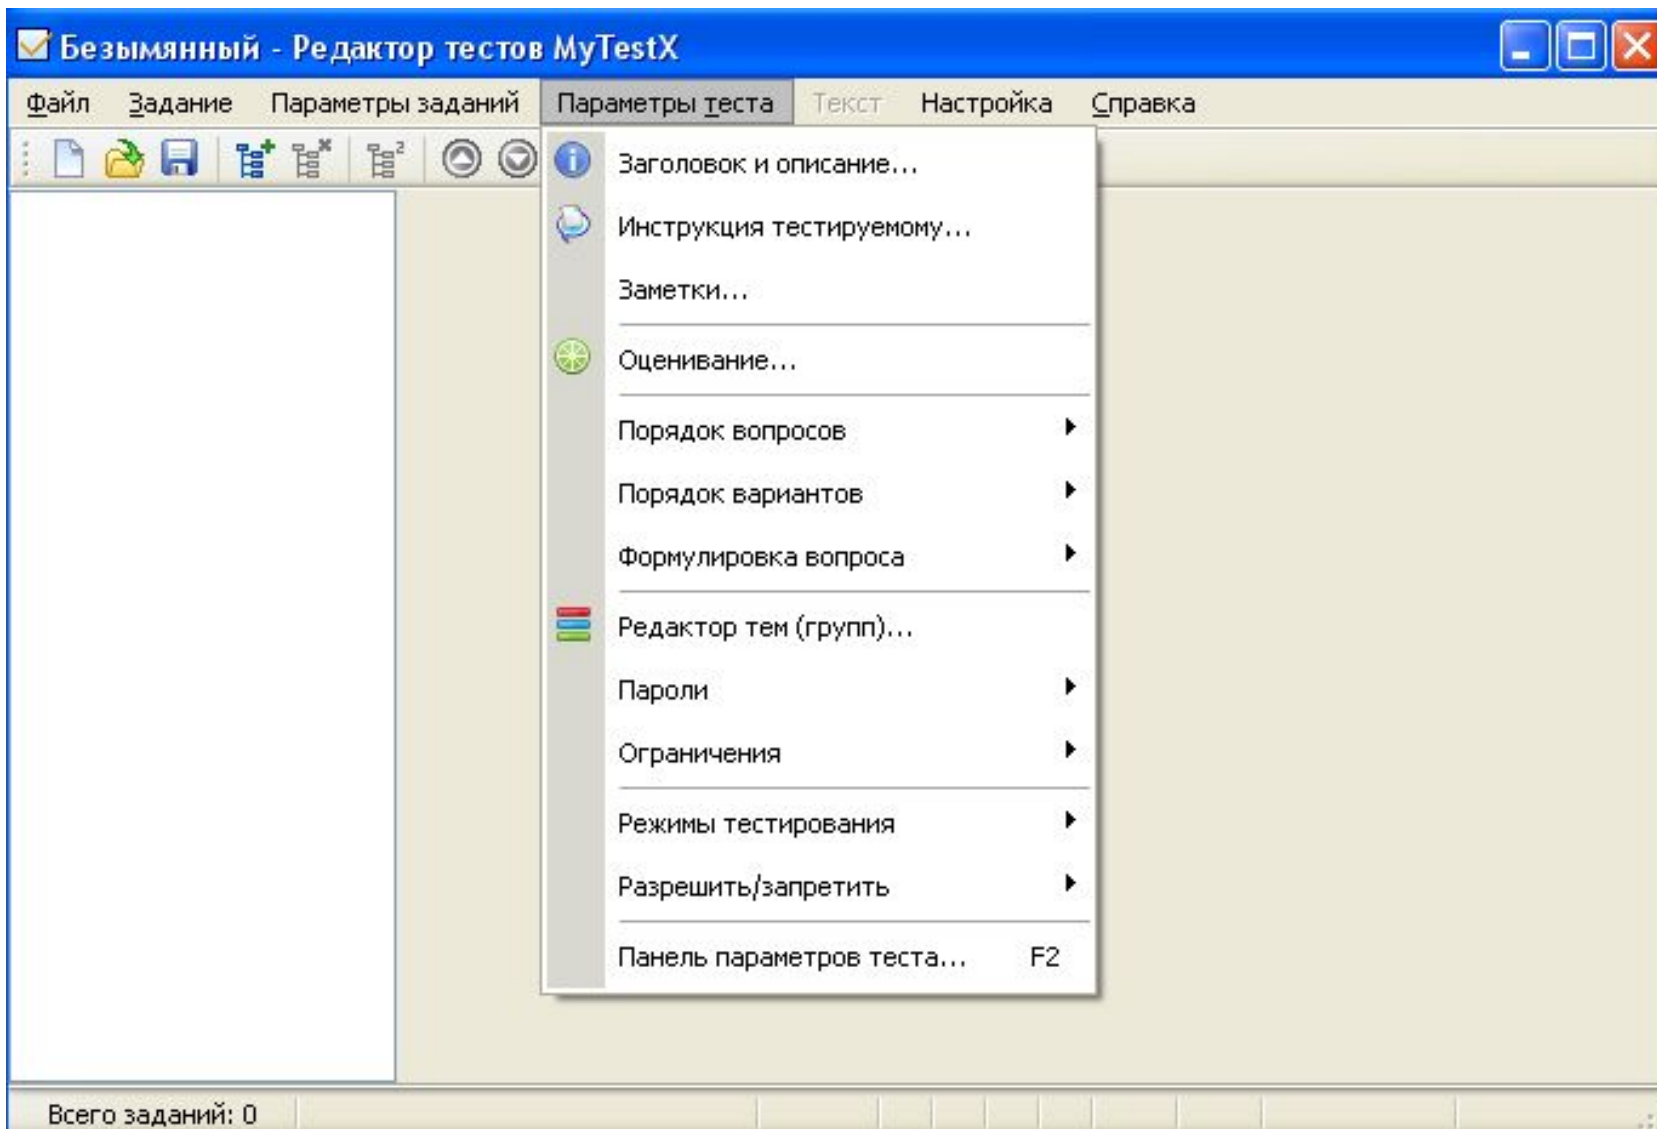 Безымянный - Редактор тестов MyTestX
Файл Задание Параметры заданий Параметры теста Текст Настройка Справка
Заголовок и описание...
Инструкция тестируемому...
Заметки...
Оценивание...
Порядок вопросов
Порядок вариантов
Формулировка вопроса
Редактор тем (групп)...
Пароли
Ограничения
Режимы тестирования
Разрешить/запретить
Панель параметров теста... F2
Всего заданий: 0